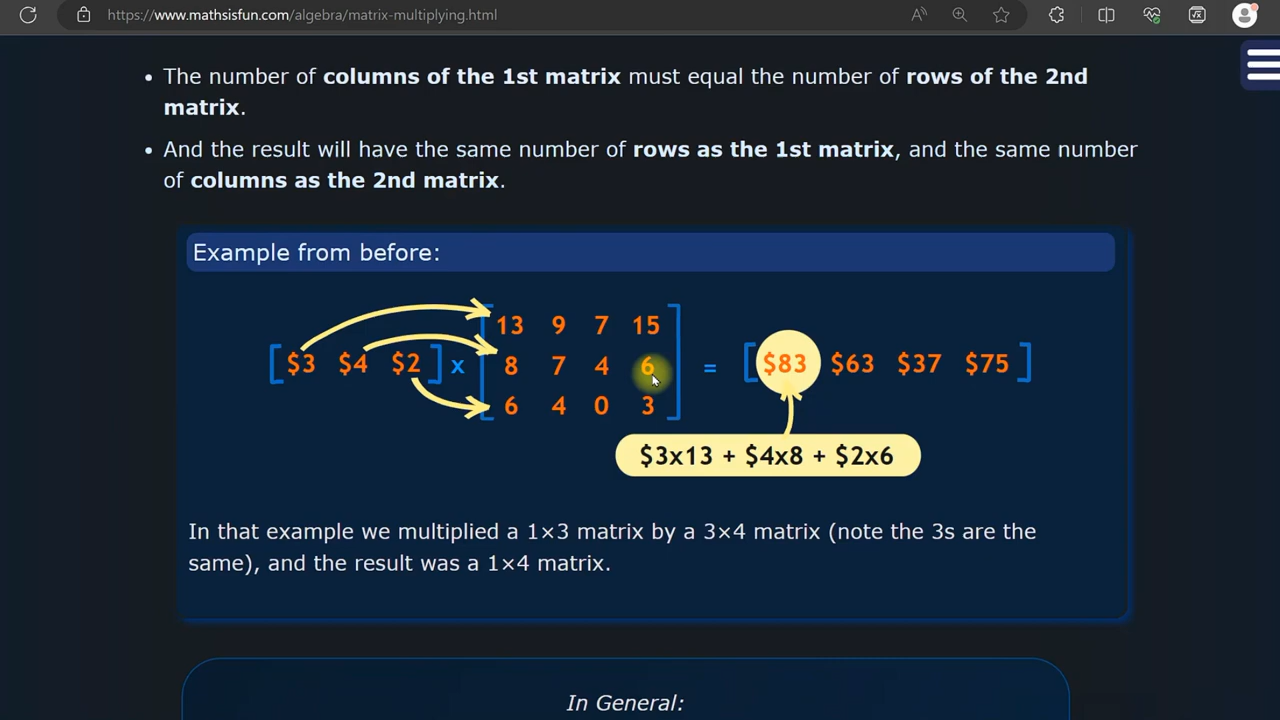 https://www.mathsisfun.com/algebra/matrix-multiplying.html
• The number of columns of the 1st matrix must equal the number of rows of the 2nd
matrix.
• And the result will have the same number of rows as the 1st matrix, and the same number
of columns as the 2nd matrix.
Example from before:
13 9 7 15
[$3 $4 $2] x 8 7 4 6 = [$83 $63 $37 $75]
6 4 0 3
$3x13 + $4x8 + $2x6
In that example we multiplied a 1×3 matrix by a 3×4 matrix (note the 3s are the
same), and the result was a 1×4 matrix.
In General: